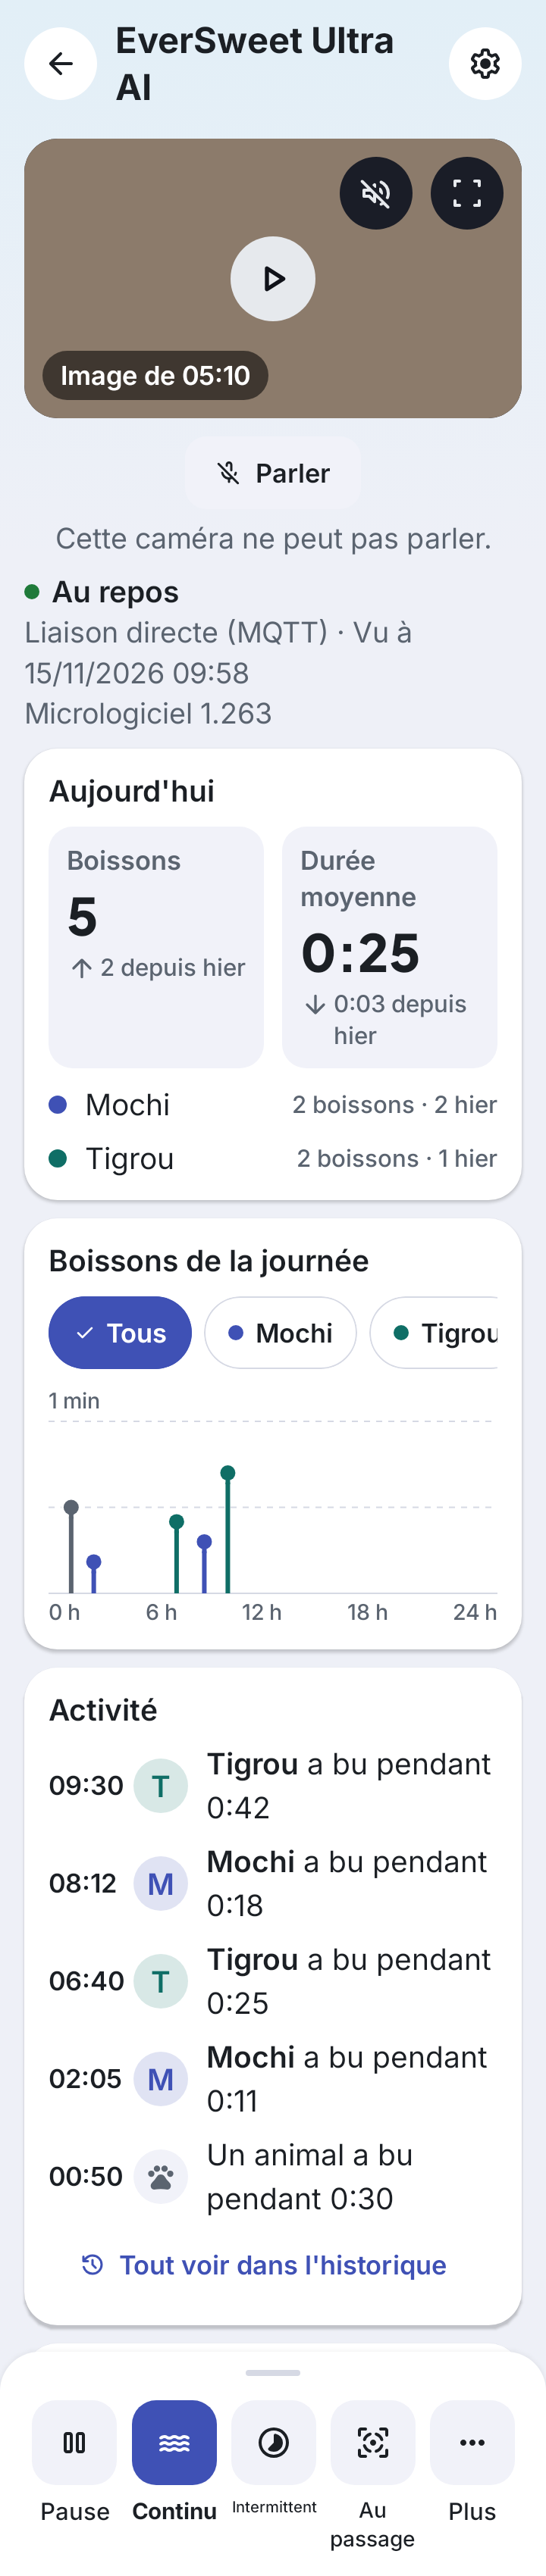 EverSweet Ultra
AI
Image de 05:10
Parler
Cette caméra ne peut pas parler.
Au repos
Liaison directe (MQTT) · Vu à
15/11/2026 09:58
Micrologiciel 1.263
Aujourd'hui
Boissons
5
↑ 2 depuis hier
Durée
moyenne
0:25
↓ 0:03 depuis
hier
Mochi
2 boissons · 2 hier
Tigrou
2 boissons · 1 hier
Boissons de la journée
Tous
Mochi
Tigrou
1 min
0 h
6 h
12 h
18 h
24 h
Activité
09:30
T
Tigrou a bu pendant
0:42
08:12
M
Mochi a bu pendant
0:18
06:40
T
Tigrou a bu pendant
0:25
02:05
M
Mochi a bu pendant
0:11
00:50
Un animal a bu
pendant 0:30
Tout voir dans l'historique
Pause
Continu
Intermittent
Au
passage
Plus